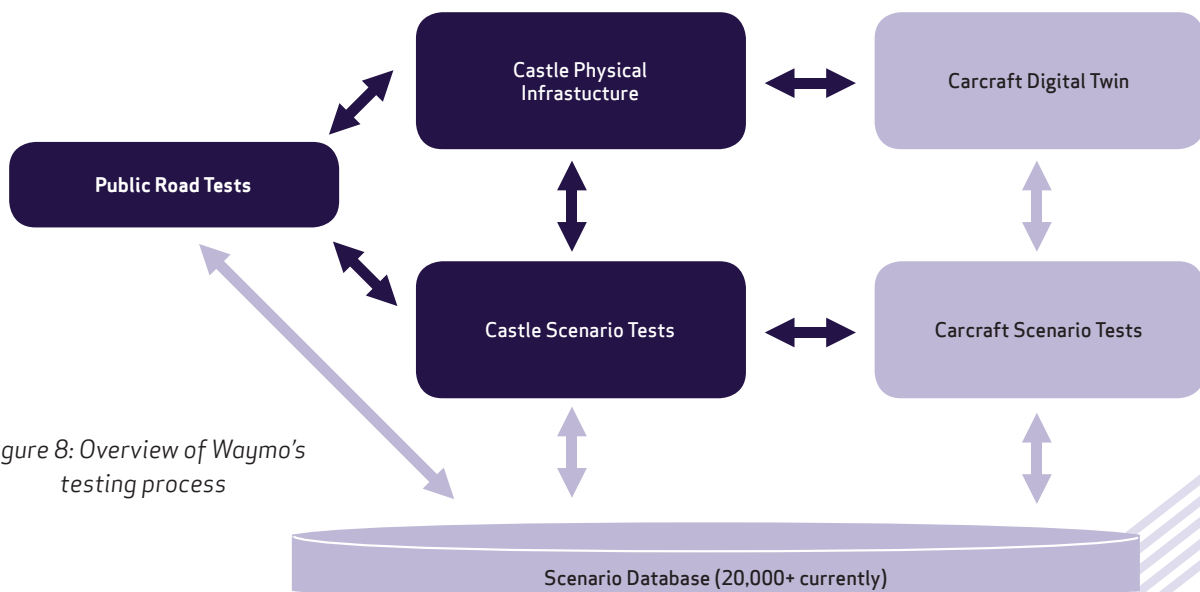 Castle Physical
Infrastucture
Carcraft Digital Twin
Public Road Tests
Castle Scenario Tests
Carcraft Scenario Tests
gure 8: Overview of Waymo's
testing process
Scenario Database (20,000+ currently)